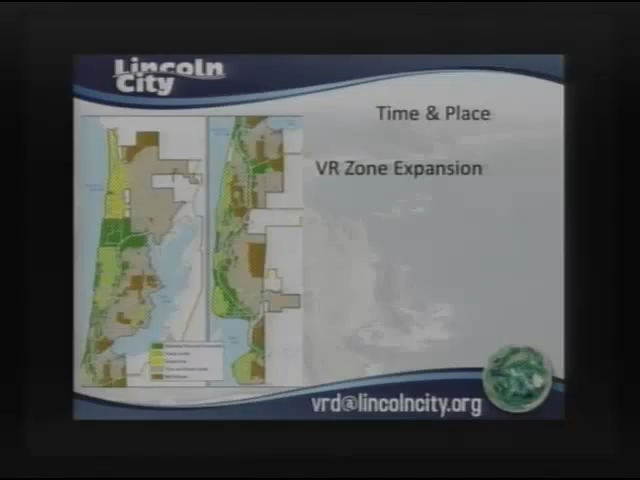 Lincoln
City
Time & Place
VR Zone Expansion
vrd@lincolncity.org